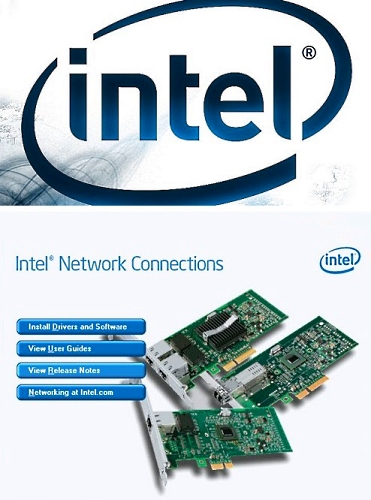 intel®
Intel® Network Connections
intel
Install Drivers and Software
View User Guides
View Release Notes
Networking at Intel.com